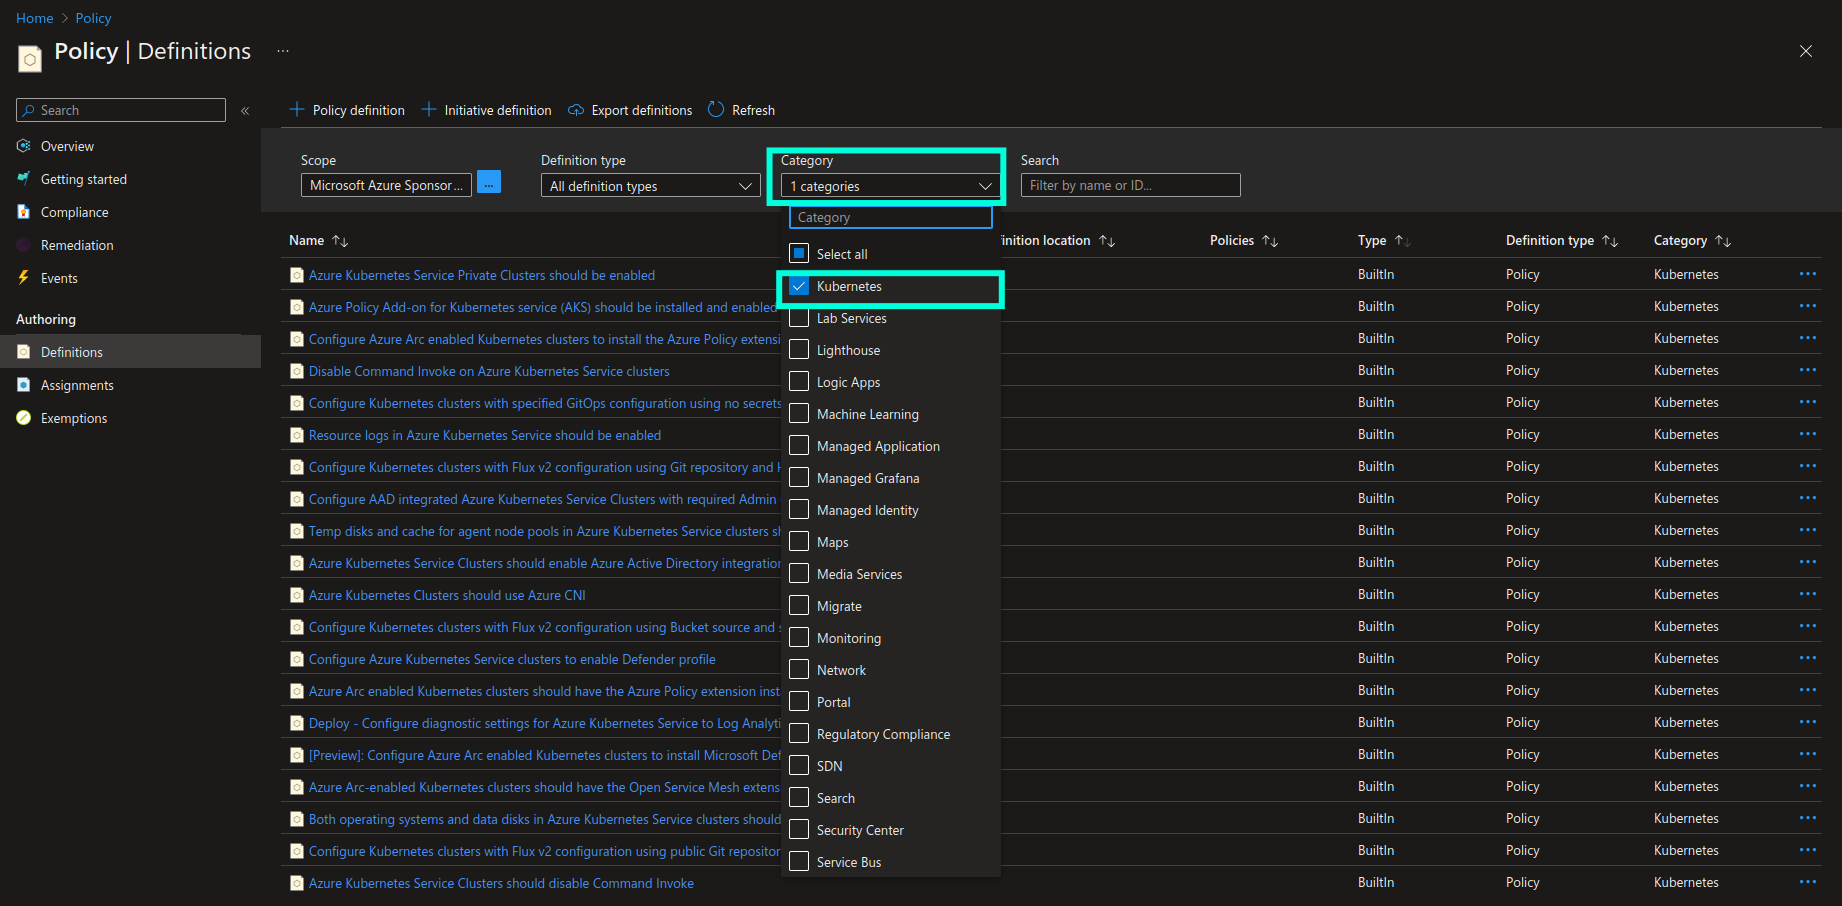 Home > Policy
Policy | Definitions ...
Search «
Overview
Getting started
Compliance
Remediation
Events
Authoring
Definitions
Assignments
Exemptions
+ Policy definition + Initiative definition Export definitions Refresh
Scope Definition type Category Search
Microsoft Azure Sponsor... ... All definition types 1 categories Filter by name or ID...
Category
Select all
Kubernetes
Lab Services
Lighthouse
Logic Apps
Machine Learning
Managed Application
Managed Grafana
Managed Identity
Maps
Media Services
Migrate
Monitoring
Network
Portal
Regulatory Compliance
SDN
Search
Security Center
Service Bus
Name ↑↓ inition location ↑↓ Policies ↑↓ Type ↑↓ Definition type ↑↓ Category ↑↓
Azure Kubernetes Service Private Clusters should be enabled BuiltIn Policy Kubernetes ...
Azure Policy Add-on for Kubernetes service (AKS) should be installed and enabled BuiltIn Policy Kubernetes ...
Configure Azure Arc enabled Kubernetes clusters to install the Azure Policy extensi BuiltIn Policy Kubernetes ...
Disable Command Invoke on Azure Kubernetes Service clusters BuiltIn Policy Kubernetes ...
Configure Kubernetes clusters with specified GitOps configuration using no secrets BuiltIn Policy Kubernetes ...
Resource logs in Azure Kubernetes Service should be enabled BuiltIn Policy Kubernetes ...
Configure Kubernetes clusters with Flux v2 configuration using Git repository and BuiltIn Policy Kubernetes ...
Configure AAD integrated Azure Kubernetes Service Clusters with required Admin BuiltIn Policy Kubernetes ...
Temp disks and cache for agent node pools in Azure Kubernetes Service clusters BuiltIn Policy Kubernetes ...
Azure Kubernetes Service Clusters should enable Azure Active Directory integration BuiltIn Policy Kubernetes ...
Azure Kubernetes Clusters should use Azure CNI BuiltIn Policy Kubernetes ...
Configure Kubernetes clusters with Flux v2 configuration using Bucket source and BuiltIn Policy Kubernetes ...
Configure Azure Kubernetes Service clusters to enable Defender profile BuiltIn Policy Kubernetes ...
Azure Arc enabled Kubernetes clusters should have the Azure Policy extension inst BuiltIn Policy Kubernetes ...
Deploy - Configure diagnostic settings for Azure Kubernetes Service to Log Analyti BuiltIn Policy Kubernetes ...
[Preview]: Configure Azure Arc enabled Kubernetes clusters to install Microsoft Def BuiltIn Policy Kubernetes ...
Azure Arc-enabled Kubernetes clusters should have the Open Service Mesh extens BuiltIn Policy Kubernetes ...
Both operating systems and data disks in Azure Kubernetes Service clusters should BuiltIn Policy Kubernetes ...
Configure Kubernetes clusters with Flux v2 configuration using public Git repositor BuiltIn Policy Kubernetes ...
Azure Kubernetes Service Clusters should disable Command Invoke BuiltIn Policy Kubernetes ...